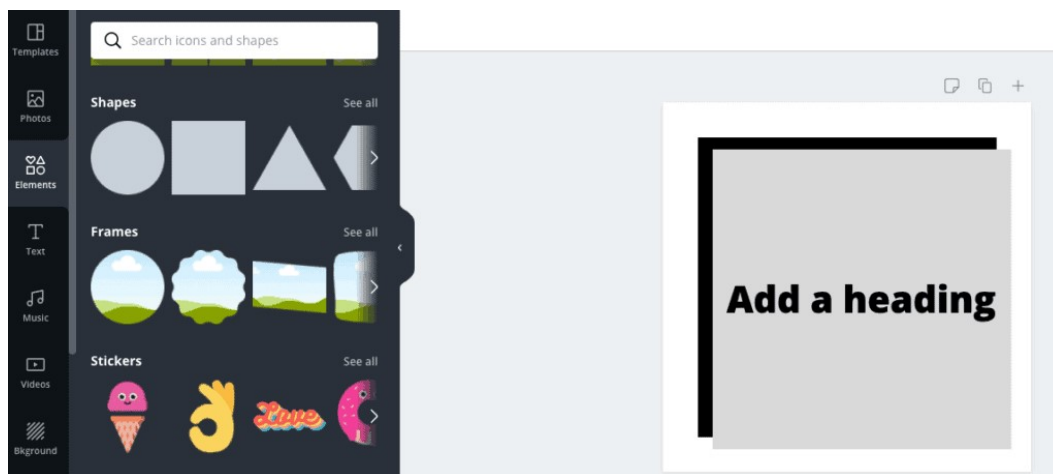 Templates
Photos
Elements
Text
Music
Videos
Bkground
Search icons and shapes
Shapes See all
Frames See all
Stickers See all
Love
Add a heading